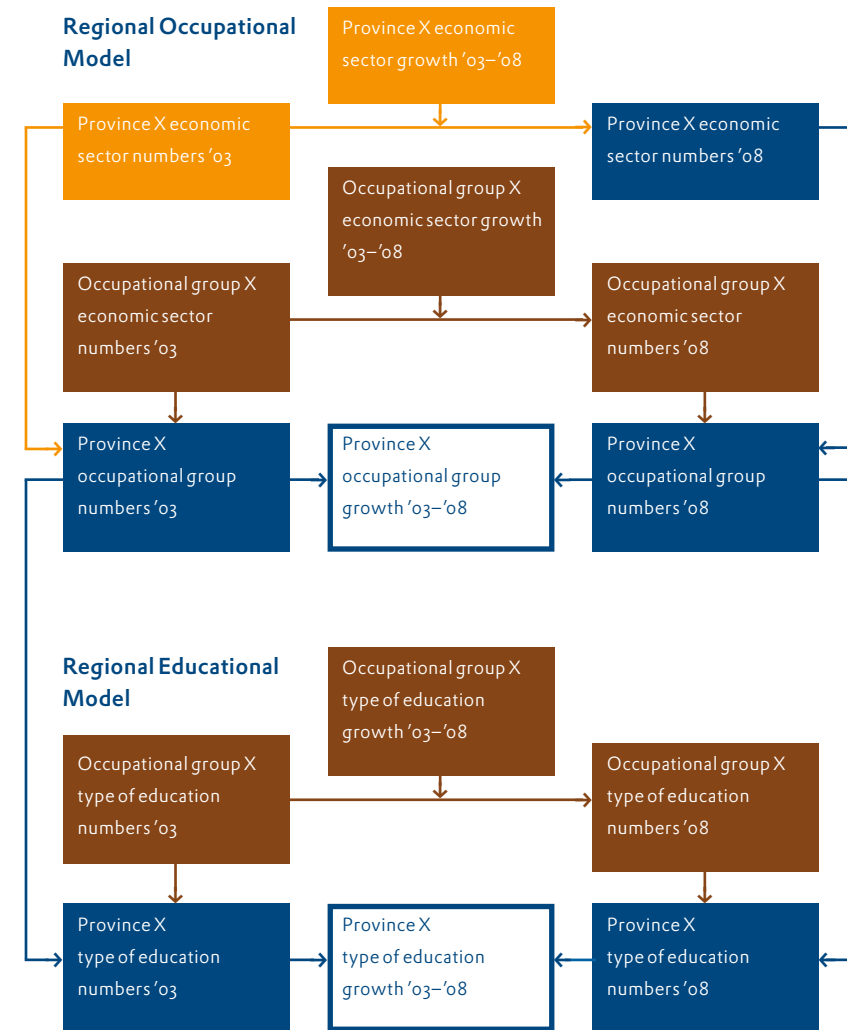 Regional Occupational
Model
Province X economic
sector growth ’03–’08
Province X economic
sector numbers ’03
Province X economic
sector numbers ’08
Occupational group X
economic sector growth
’03–’08
Occupational group X
economic sector
numbers ’03
Occupational group X
economic sector
numbers ’08
Province X
occupational group
numbers ’03
Province X
occupational group
growth ’03–’08
Province X
occupational group
numbers ’08
Regional Educational
Model
Occupational group X
type of education
growth ’03–’08
Occupational group X
type of education
numbers ’03
Occupational group X
type of education
numbers ’08
Province X
type of education
numbers ’03
Province X
type of education
growth ’03–’08
Province X
type of education
numbers ’08